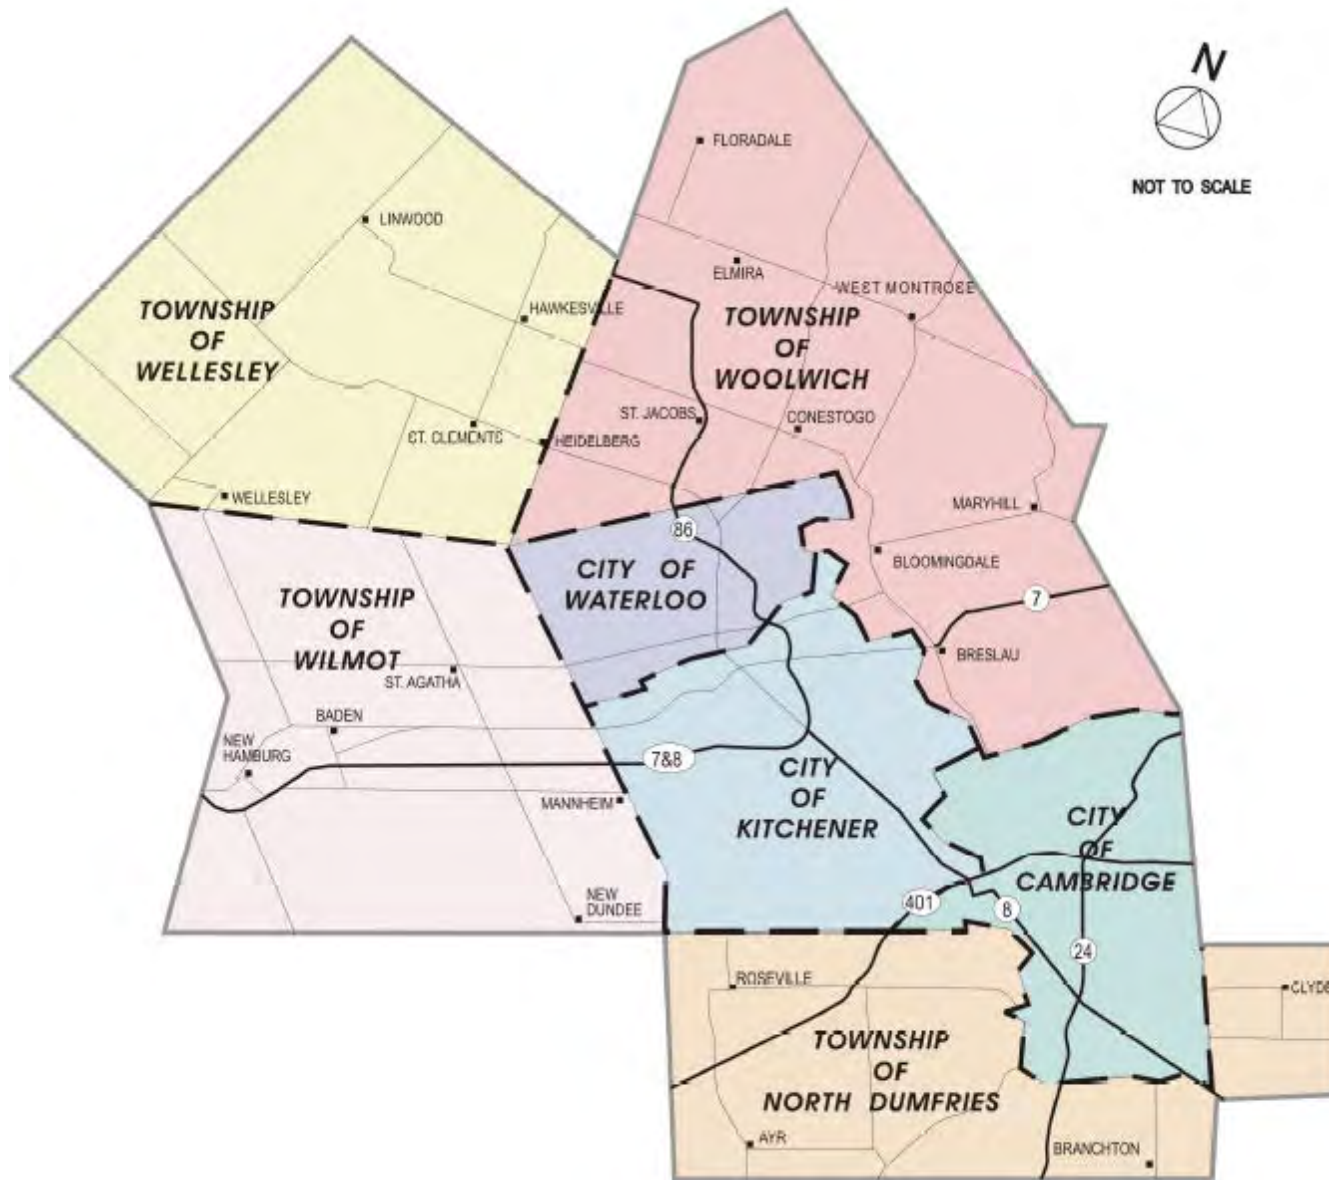 N
NOT TO SCALE
FLORADALE
LINWOOD
ELMIRA
WEST MONTROSE
HAWKESVILLE
TOWNSHIP
OF
WELLESLEY
TOWNSHIP
OF
WOOLWICH
ST. JACOBS
CONESTOGO
ST. CLEMENTS
HEIDELBERG
WELLESLEY
MARYHILL
86
BLOOMINGDALE
CITY OF
WATERLOO
TOWNSHIP
OF
WILMOT
7
BRESLAU
ST. AGATHA
BADEN
NEW
HAMBURG
7&8
CITY
OF
KITCHENER
MANNHEIM
CITY
OF
CAMBRIDGE
NEW
DUNDEE
401
8
24
ROSEVILLE
CLYDE
TOWNSHIP
OF
NORTH DUMFRIES
AYR
BRANCHTON